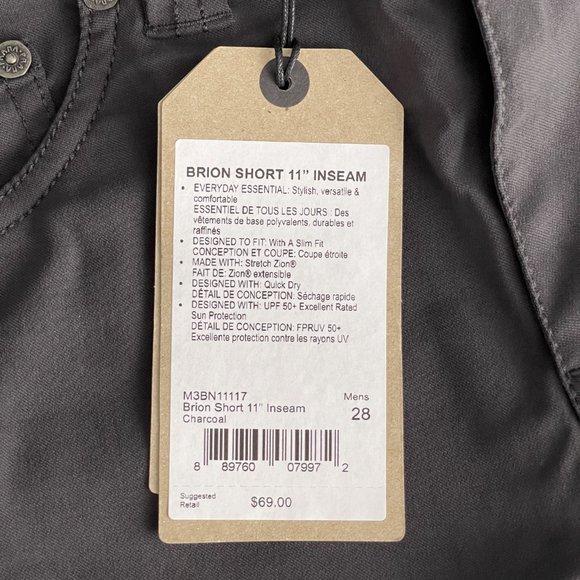 BRION SHORT 11" INSEAM
• EVERYDAY ESSENTIAL: Stylish, versatile &
comfortable
ESSENTIEL DE TOUS LES JOURS : Des
vêtements de base polyvalents, durables et
raffinés
• DESIGNED TO FIT: With A Slim Fit
CONCEPTION ET COUPE: Coupe étroite
• MADE WITH: Stretch Zion®
FAIT DE: Zion® extensible
• DESIGNED WITH: Quick Dry
DÉTAIL DE CONCEPTION: Séchage rapide
• DESIGNED WITH: UPF 50+ Excellent Rated
Sun Protection
DÉTAIL DE CONCEPTION: FPRUV 50+
Excellente protection contre les rayons UV
M3BN11117 Mens
Brion Short 11" Inseam 28
Charcoal
8 89760 07997 2
Suggested
Retail $69.00